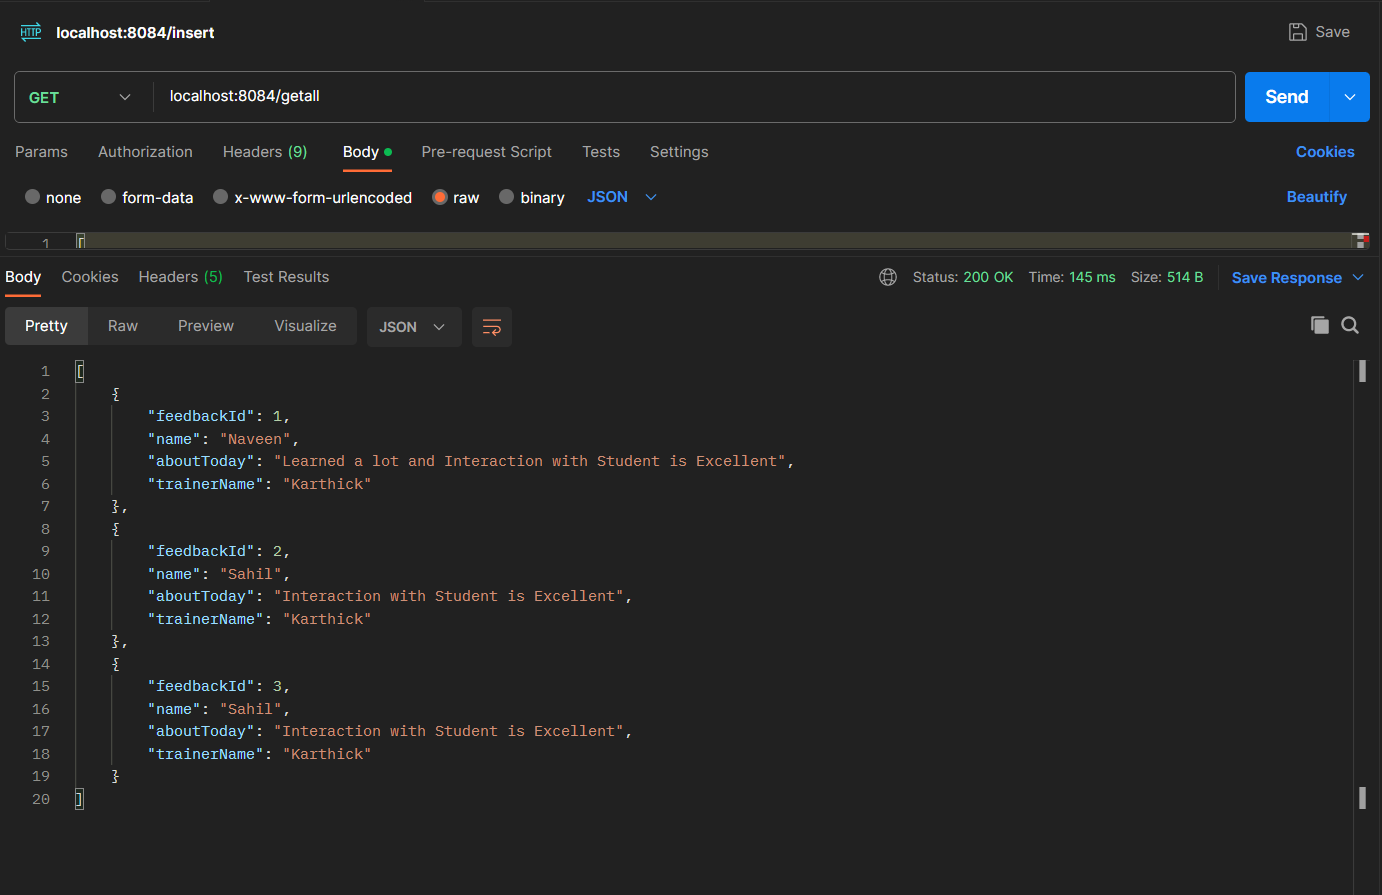 HTTP localhost:8084/insert Save
GET localhost:8084/getall Send
Params Authorization Headers (9) Body Pre-request Script Tests Settings Cookies
none form-data x-www-form-urlencoded raw binary JSON Beautify
1 [
Body Cookies Headers (5) Test Results Status: 200 OK Time: 145 ms Size: 514 B Save Response
Pretty Raw Preview Visualize JSON
1 [
2 {
3 "feedbackId": 1,
4 "name": "Naveen",
5 "aboutToday": "Learned a lot and Interaction with Student is Excellent",
6 "trainerName": "Karthick"
7 },
8 {
9 "feedbackId": 2,
10 "name": "Sahil",
11 "aboutToday": "Interaction with Student is Excellent",
12 "trainerName": "Karthick"
13 },
14 {
15 "feedbackId": 3,
16 "name": "Sahil",
17 "aboutToday": "Interaction with Student is Excellent",
18 "trainerName": "Karthick"
19 }
20 ]